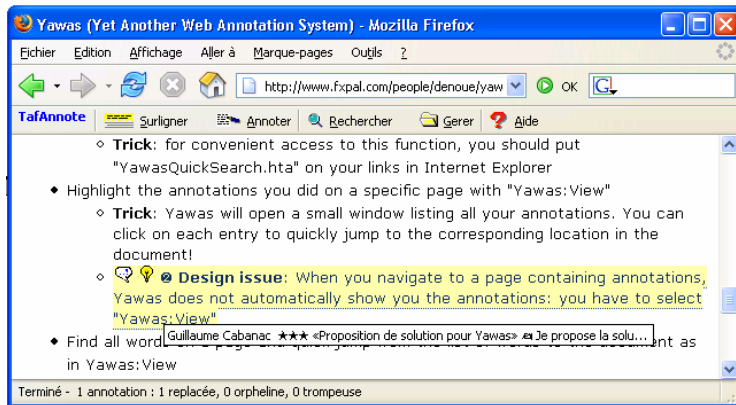 Yawas (Yet Another Web Annotation System) - Mozilla Firefox
Fichier Edition Affichage Aller à Marque-pages Outils ?
http://www.fxpal.com/people/denoue/yaw OK G
TafAnnote Surligner Annoter Rechercher Gerer Aide
Trick: for convenient access to this function, you should put
"YawasQuickSearch.hta" on your links in Internet Explorer
Highlight the annotations you did on a specific page with "Yawas:View"
Trick: Yawas will open a small window listing all your annotations. You can
click on each entry to quickly jump to the corresponding location in the
document!
Design issue: When you navigate to a page containing annotations,
Yawas does not automatically show you the annotations: you have to select
"Yawas:View"
Guillaume Cabanac ★★★ «Proposition de solution pour Yawas» Je propose la solu...
Find all words
in Yawas:View
Terminé - 1 annotation : 1 replacée, 0 orpheline, 0 trompeuse